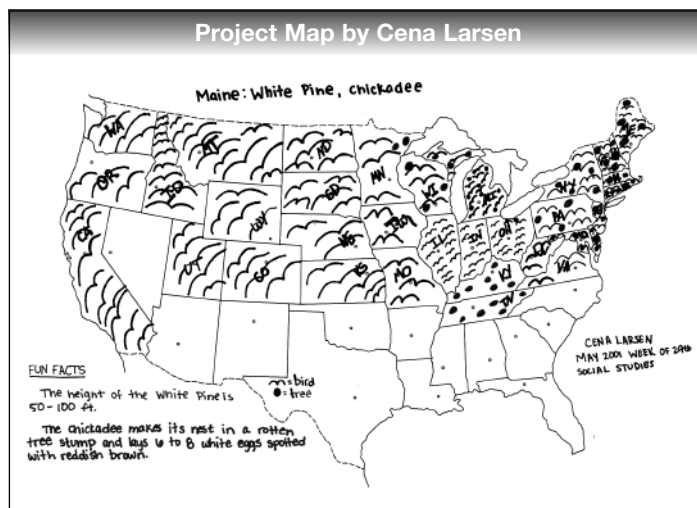 Project Map by Cena Larsen
Maine: White Pine, chickadee
WA
MT
ND
MN
OR
ID
SD
WI
WY
NY
CA
NB
IOWA
PA
UT
CO
KS
MO
IL
IN
OH
KY
VA
TN
CENA LARSEN
MAY 2001 WEEK OF 29th
SOCIAL STUDIES
FUN FACTS
= bird
= tree
The height of the White Pine is
50-100 ft.
The chickadee makes its nest in a rotten
tree stump and lays 6 to 8 white eggs spotted
with reddish brown.